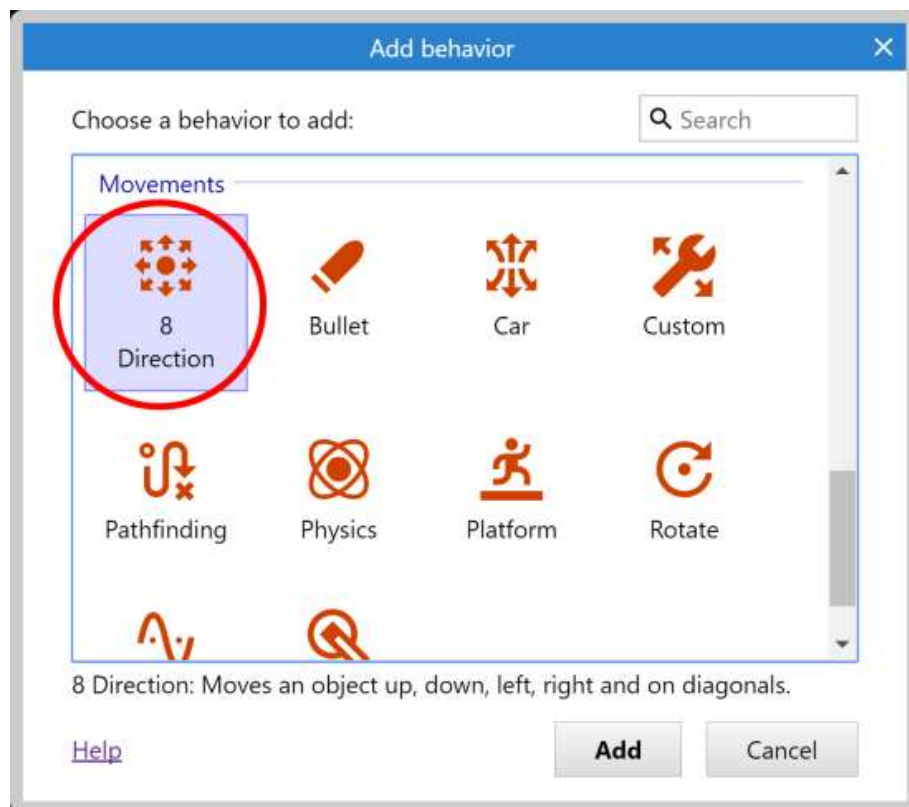 Add behavior
Choose a behavior to add:
Search
Movements
8
Direction
Bullet
Car
Custom
Pathfinding
Physics
Platform
Rotate
8 Direction: Moves an object up, down, left, right and on diagonals.
Help
Add
Cancel